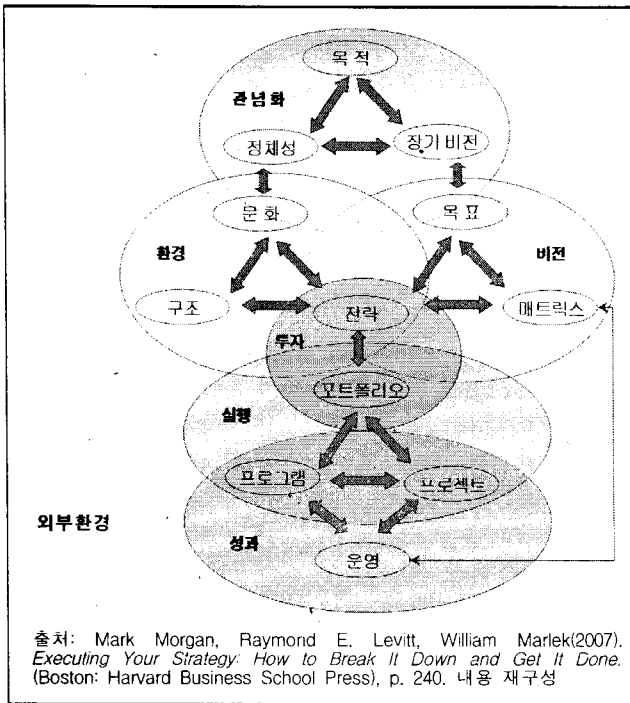 목적
관념화
정체성
장기비전
문화
목표
환경
비전
구조
전략
매트릭스
투자
포트폴리오
실행
프로그램
프로젝트
외부환경
성과
운영
출처: Mark Morgan, Raymond E. Levitt, William Marlek(2007).
Executing Your Strategy: How to Break It Down and Get It Done.
(Boston: Harvard Business School Press), p. 240. 내용 재구성